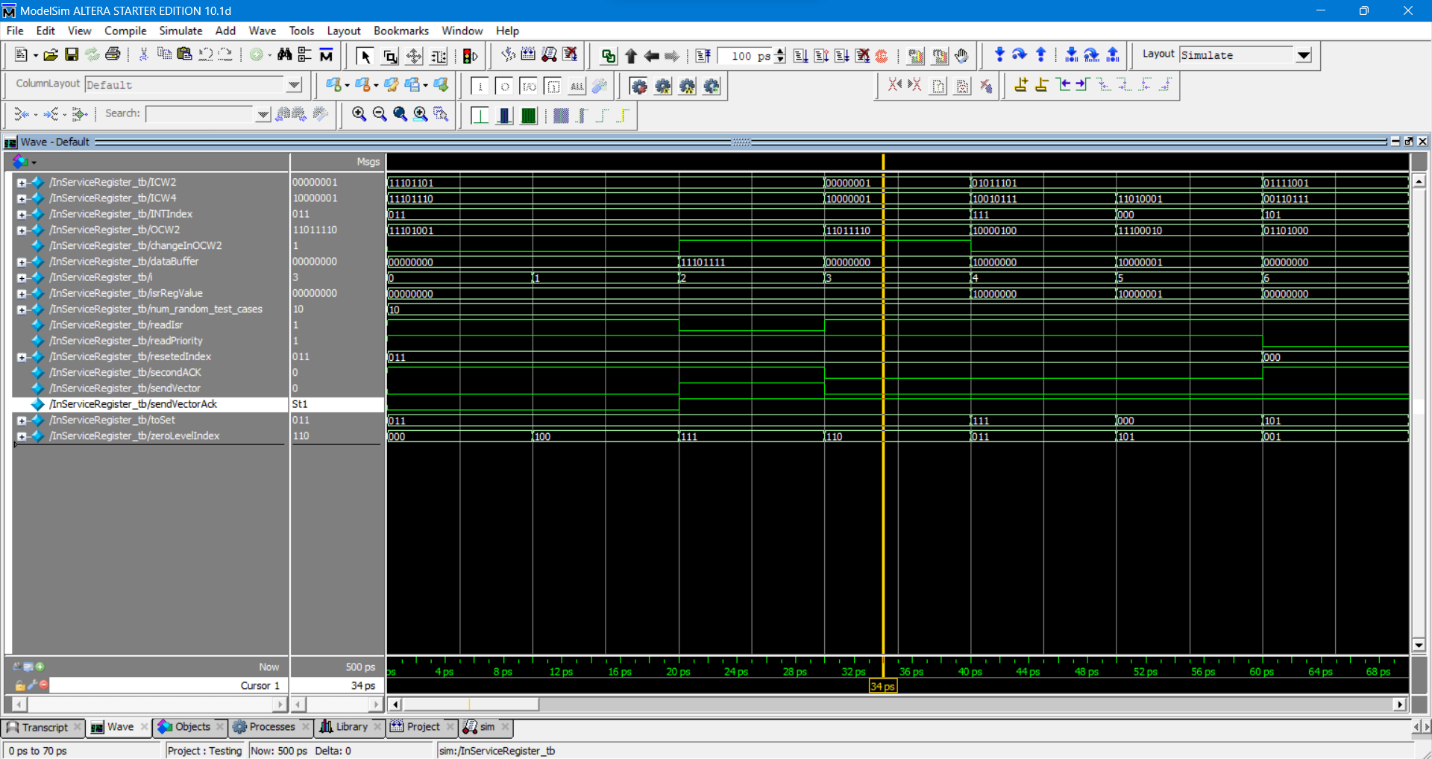 ModelSim ALTERA STARTER EDITION 10.1d
File Edit View Compile Simulate Add Wave Tools Layout Bookmarks Window Help
100 ps Layout Simulate
ColumnLayout Default
Search:
Wave - Default
Msgs
/InServiceRegister_tb/ICW2 00000001 11101101 00000001 01011101 01111001
/InServiceRegister_tb/ICW4 10000001 11101110 10000001 10010111 11010001 00110111
/InServiceRegister_tb/INTIndex 011 011 111 000 101
/InServiceRegister_tb/OCW2 11011110 11101001 11011110 10000100 11100010 01101000
/InServiceRegister_tb/changeInOCW2 1
/InServiceRegister_tb/dataBuffer 00000000 00000000 11101111 00000000 10000000 10000001 00000000
/InServiceRegister_tb/i 3 0 1 2 3 4 5 6
/InServiceRegister_tb/isrRegValue 00000000 00000000 10000000 10000001 00000000
/InServiceRegister_tb/num_random_test_cases 10 10
/InServiceRegister_tb/readIsr 1
/InServiceRegister_tb/readPriority 1
/InServiceRegister_tb/resetedIndex 011 011 000
/InServiceRegister_tb/secondACK 0
/InServiceRegister_tb/sendVector 0
/InServiceRegister_tb/sendVectorAck St1
/InServiceRegister_tb/toSet 011 011 111 000 101
/InServiceRegister_tb/zeroLevelIndex 110 000 100 111 110 011 101 001
Now 500 ps ps 4 ps 8 ps 12 ps 16 ps 20 ps 24 ps 28 ps 32 ps 36 ps 40 ps 44 ps 48 ps 52 ps 56 ps 60 ps 64 ps 68 ps
Cursor 1 34 ps 34 ps
Transcript Wave Objects Processes Library Project sim
0 ps to 70 ps Project : Testing Now: 500 ps Delta: 0 sim:/InServiceRegister_tb